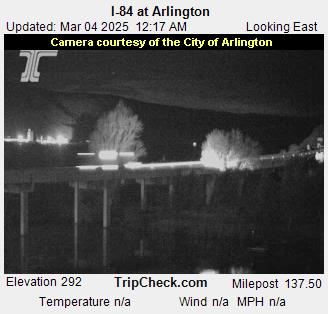 I-84 at Arlington
Updated: Mar 04 2025 12:17 AM Looking East
Camera courtesy of the City of Arlington
Elevation 292 TripCheck.com Milepost 137.50
Temperature n/a Wind n/a MPH n/a